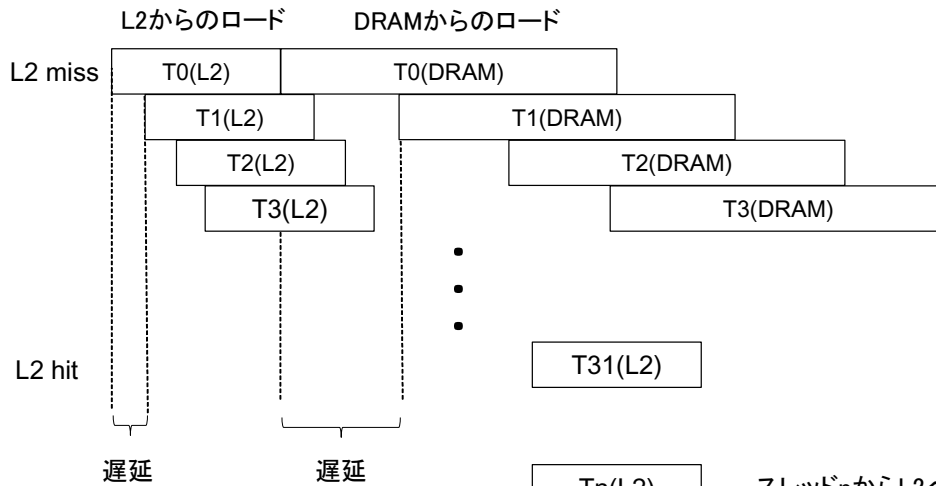 L2からのロード DRAMからのロード
L2 miss T0(L2) T0(DRAM)
T1(L2) T1(DRAM)
T2(L2) T2(DRAM)
T3(L2) T3(DRAM)
L2 hit T31(L2)
遅延 遅延